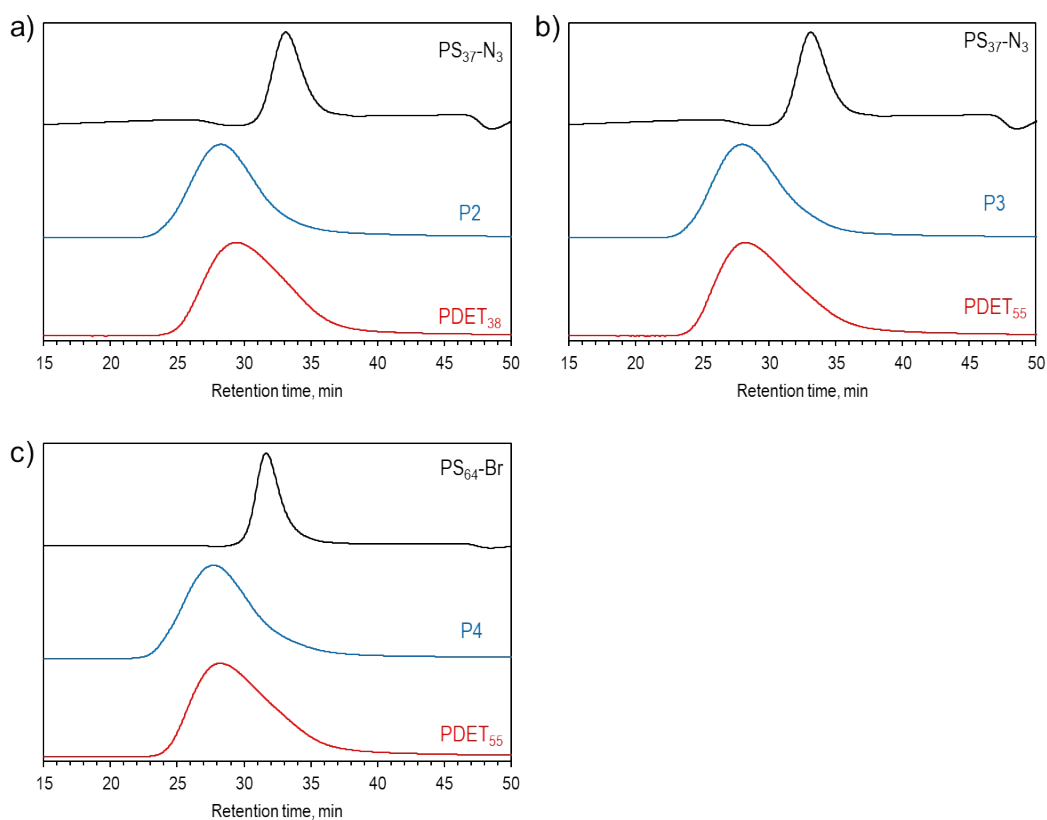 a)
PS₃₇-N₃
P2
PDET₃₈
15 20 25 30 35 40 45 50
Retention time, min
b)
PS₃₇-N₃
P3
PDET₅₅
15 20 25 30 35 40 45 50
Retention time, min
c)
PS₆₄-Br
P4
PDET₅₅
15 20 25 30 35 40 45 50
Retention time, min